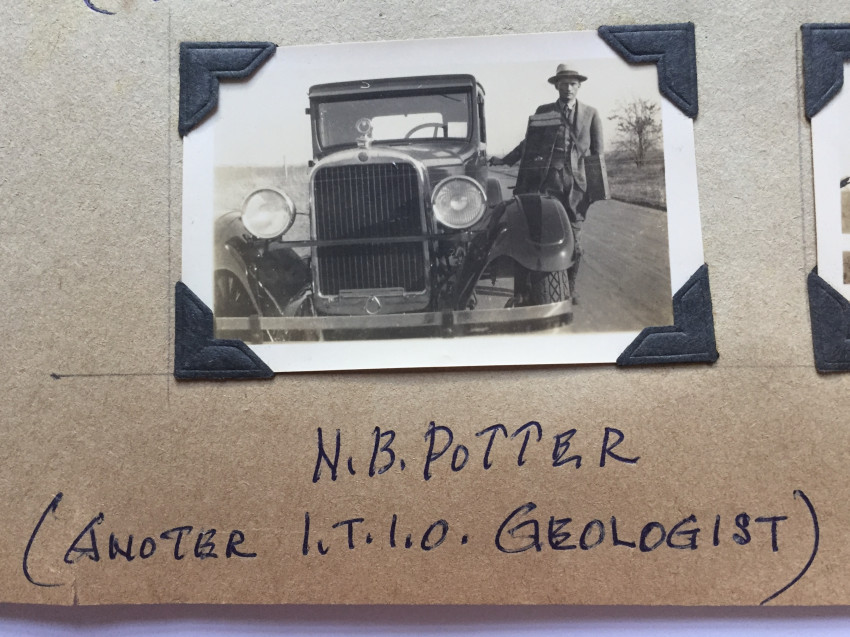 N.B. POTTER
(ANOTER I.T.I.O. GEOLOGIST)